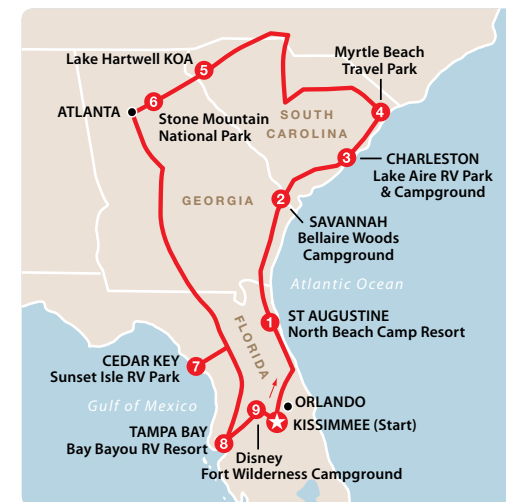 Myrtle Beach
Travel Park
Lake Hartwell KOA
5
6
ATLANTA
Stone Mountain
National Park
SOUTH
CAROLINA
4
3
CHARLESTON
Lake Aire RV Park
& Campground
GEORGIA
2
SAVANNAH
Bellaire Woods
Campground
Atlantic Ocean
1
ST AUGUSTINE
North Beach Camp Resort
FLORIDA
CEDAR KEY
Sunset Isle RV Park
7
Gulf of Mexico
ORLANDO
9
KISSIMMEE (Start)
TAMPA BAY
Bay Bayou RV Resort
8
Disney
Fort Wilderness Campground